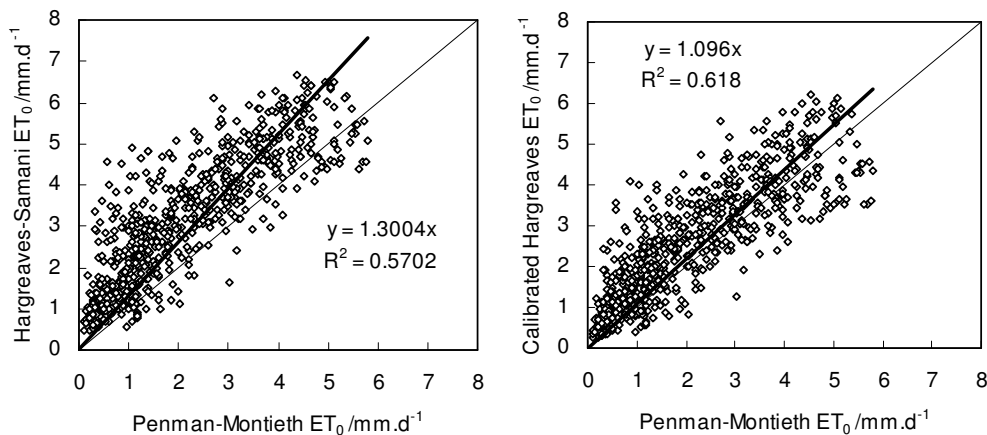 Hargreaves-Samani ET₀ /mm.d⁻¹
8
7
6
5
4
3
2
1
0
y = 1.3004x
R² = 0.5702
0 1 2 3 4 5 6 7 8
Penman-Montieth ET₀ /mm.d⁻¹
Calibrated Hargreaves ET₀ /mm.d⁻¹
8
7
6
5
4
3
2
1
0
y = 1.096x
R² = 0.618
0 1 2 3 4 5 6 7 8
Penman-Montieth ET₀ /mm.d⁻¹